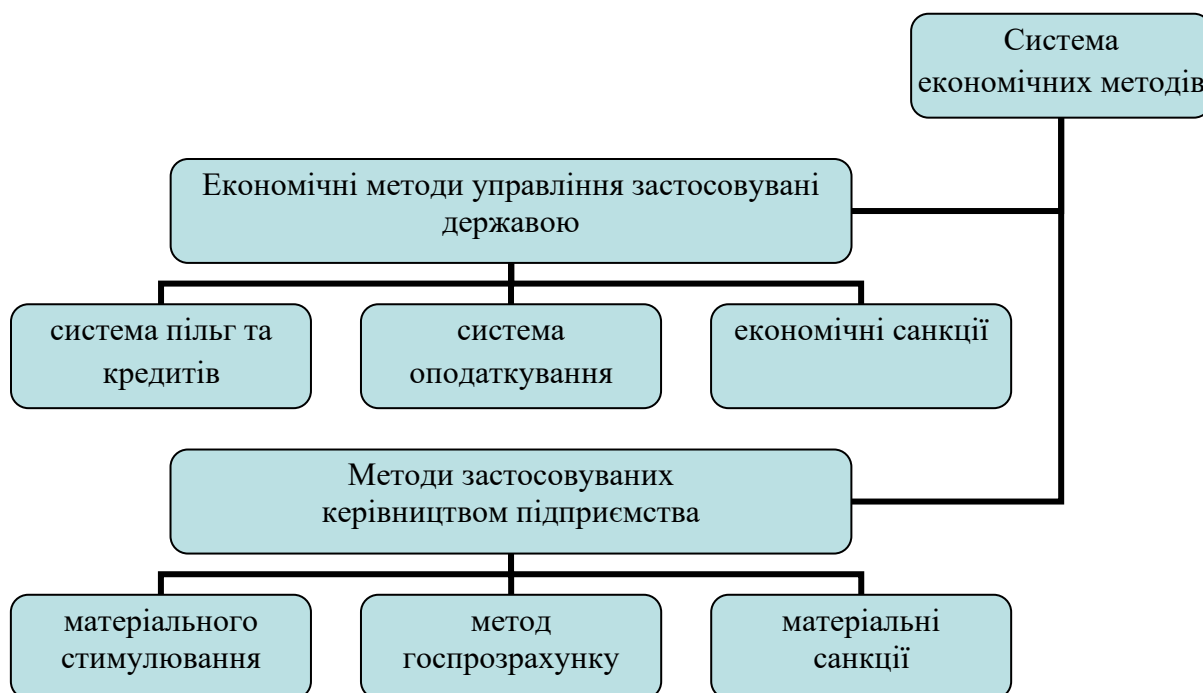 Система
економічних методів
Економічні методи управління застосовувані
державою
система пільг та
кредитів
система
оподаткування
економічні санкції
Методи застосовуваних
керівництвом підприємства
матеріального
стимулювання
метод
госпрозрахунку
матеріальні
санкції